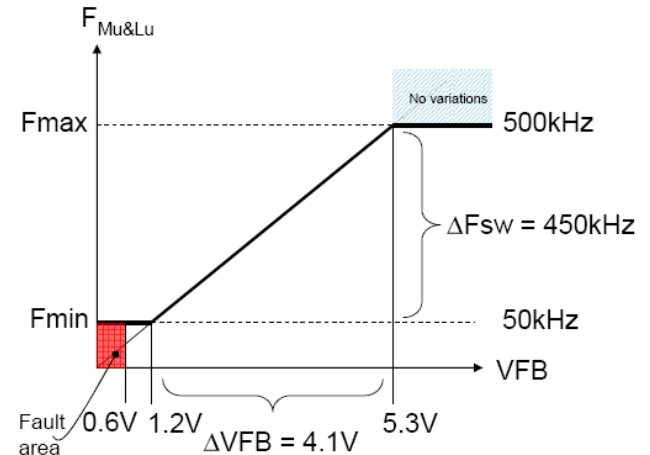 F Mu&Lu
No variations
Fmax
500kHz
ΔFsw = 450kHz
Fmin
50kHz
VFB
Fault
area
0.6V
1.2V
5.3V
ΔVFB = 4.1V